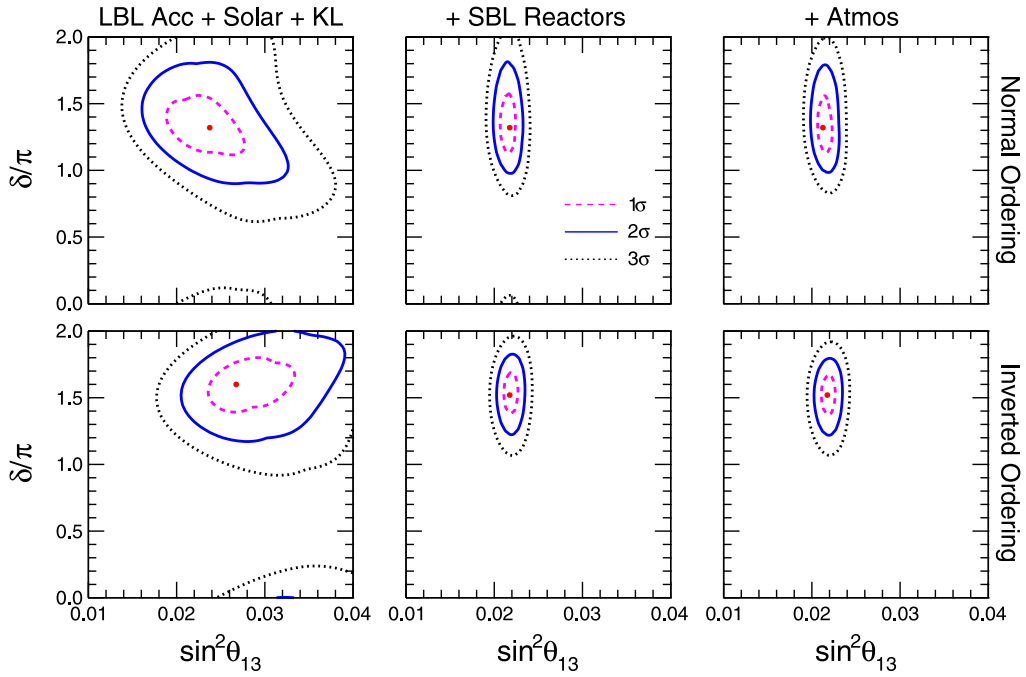 LBL Acc + Solar + KL
+ SBL Reactors
+ Atmos
2.0
1.5
1.0
0.5
0.0
δ/π
1σ
2σ
3σ
Normal Ordering
2.0
1.5
1.0
0.5
0.0
δ/π
Inverted Ordering
0.01 0.02 0.03 0.04
0.01 0.02 0.03 0.04
0.01 0.02 0.03 0.04
sin²θ₁₃
sin²θ₁₃
sin²θ₁₃